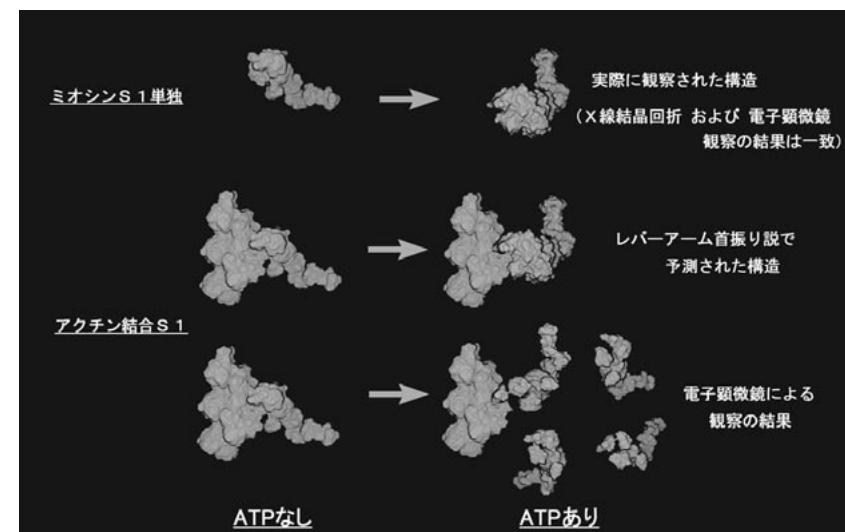 ミオシンS1単独
実際に観察された構造
(X線結晶回折 および 電子顕微鏡
観察の結果は一致)
レバーアーム首振り説で
予測された構造
アクチン結合S1
電子顕微鏡による
観察の結果
ATPなし
ATPあり